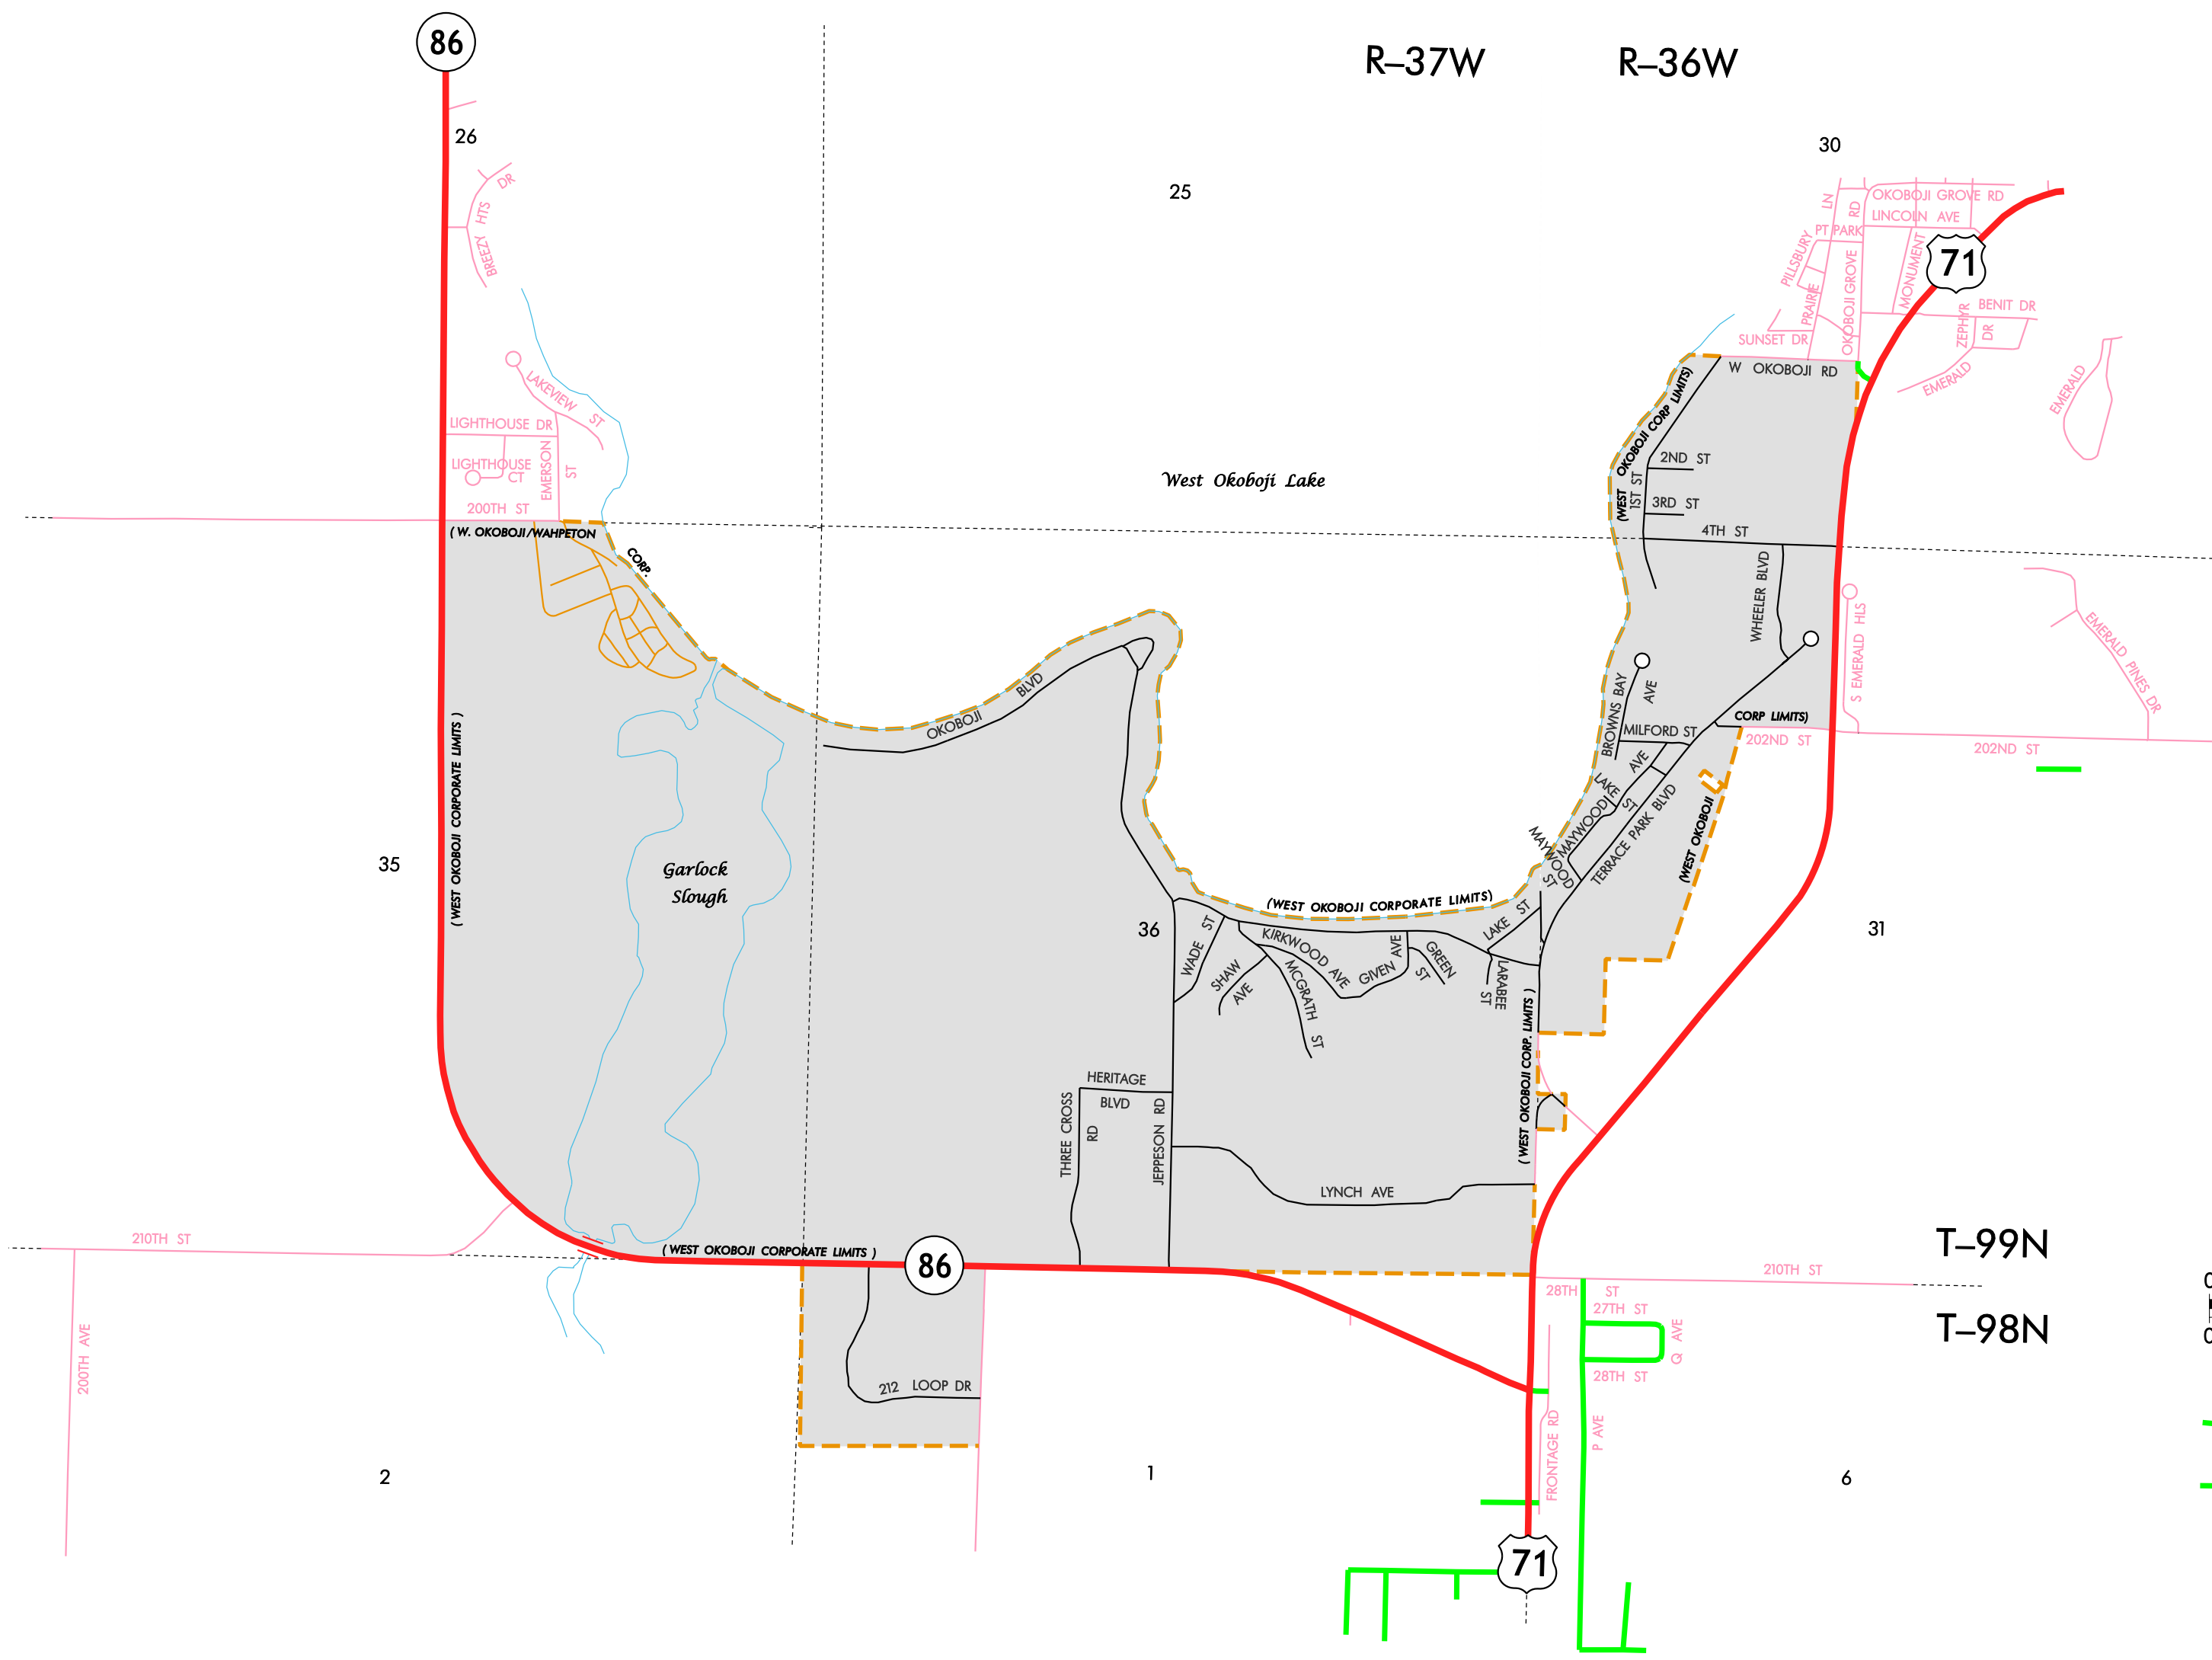 86
R–37W
R–36W
26
30
25
BREEZY HTS DR
OKOBOJI GROVE RD
LINCOLN AVE
LN
RD
PT PARK
PILLSBURY
PRAIRIE
OKOBOJI GROVE
MONUMENT
71
ZEPHYR
DR
BENIT DR
SUNSET DR
EMERALD
EMERALD
W OKOBOJI RD
LAKEVIEW ST
LIGHTHOUSE DR
LIGHTHOUSE
CT
EMERSON
ST
200TH ST
( W. OKOBOJI/WAHPETON
CORP.
West Okoboji Lake
(WEST OKOBOJI CORP LIMITS)
1ST ST
2ND ST
3RD ST
4TH ST
WHEELER BLVD
S EMERALD HLS
EMERALD PINES DR
BROWNS BAY
AVE
MILFORD ST
CORP LIMITS)
202ND ST
202ND ST
OKOBOJI BLVD
(WEST OKOBOJI CORPORATE LIMITS )
35
Garlock
Slough
LAKE
ST
MAYWOOD
AVE
MAYWOOD
ST
TERRACE PARK BLVD
(WEST OKOBOJI
(WEST OKOBOJI CORPORATE LIMITS)
36
31
WADE ST
SHAW
AVE
KIRKWOOD AVE
MCGRATH ST
GIVEN
AVE
GREEN
ST
LAKE ST
LARABEE
ST
( WEST OKOBOJI CORP. LIMITS )
HERITAGE
BLVD
THREE CROSS
RD
JEPPESON RD
LYNCH AVE
210TH ST
( WEST OKOBOJI CORPORATE LIMITS )
86
T–99N
210TH ST
28TH ST
27TH ST
Q AVE
28TH ST
T–98N
0
0
200TH AVE
212 LOOP DR
FRONTAGE RD
P AVE
2
1
6
71